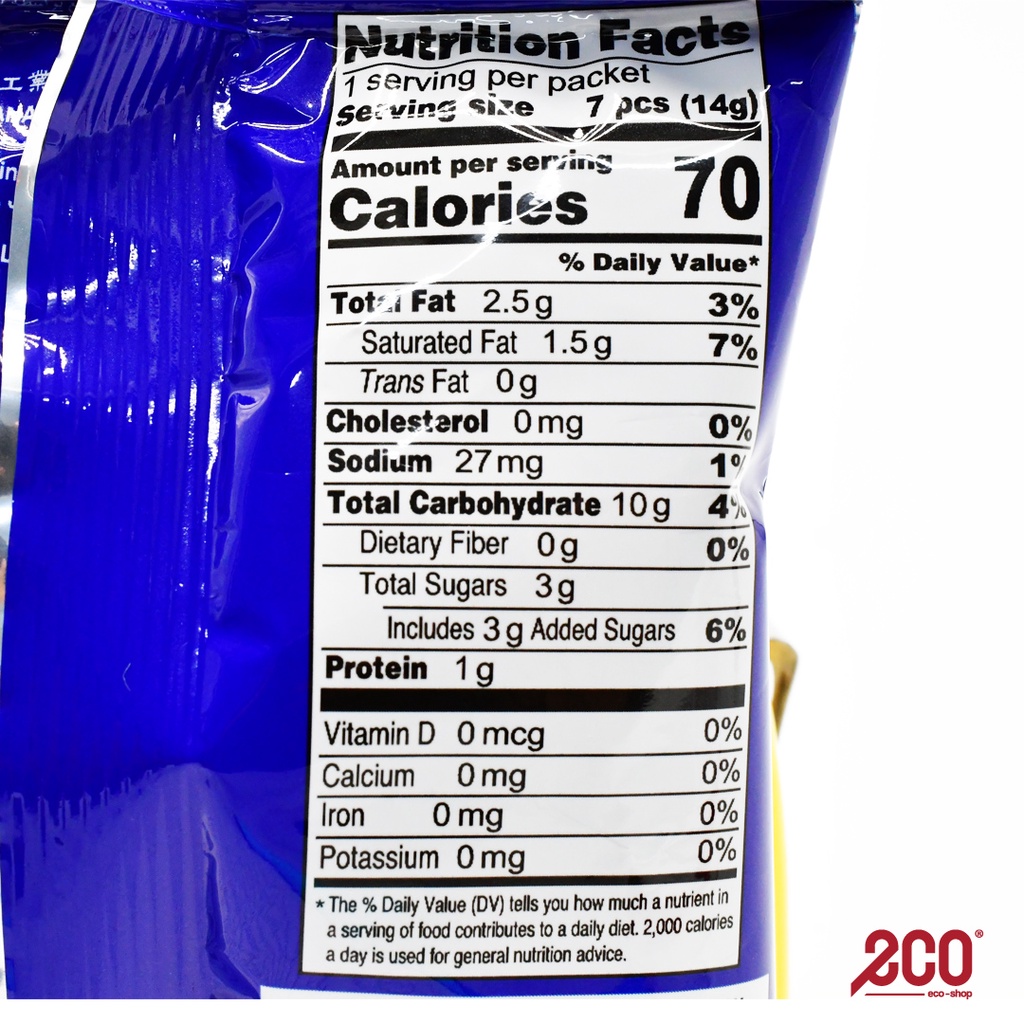 工業
Nutrition Facts
1 serving per packet
Serving size 7 pcs (14g)
Amount per serving
Calories 70
% Daily Value*
Total Fat 2.5g 3%
Saturated Fat 1.5g 7%
Trans Fat 0g
Cholesterol 0mg 0%
Sodium 27mg 1%
Total Carbohydrate 10g 4%
Dietary Fiber 0g 0%
Total Sugars 3g
Includes 3g Added Sugars 6%
Protein 1g
Vitamin D 0mcg 0%
Calcium 0mg 0%
Iron 0mg 0%
Potassium 0mg 0%
* The % Daily Value (DV) tells you how much a nutrient in
a serving of food contributes to a daily diet. 2,000 calories
a day is used for general nutrition advice.
eco®
eco-shop